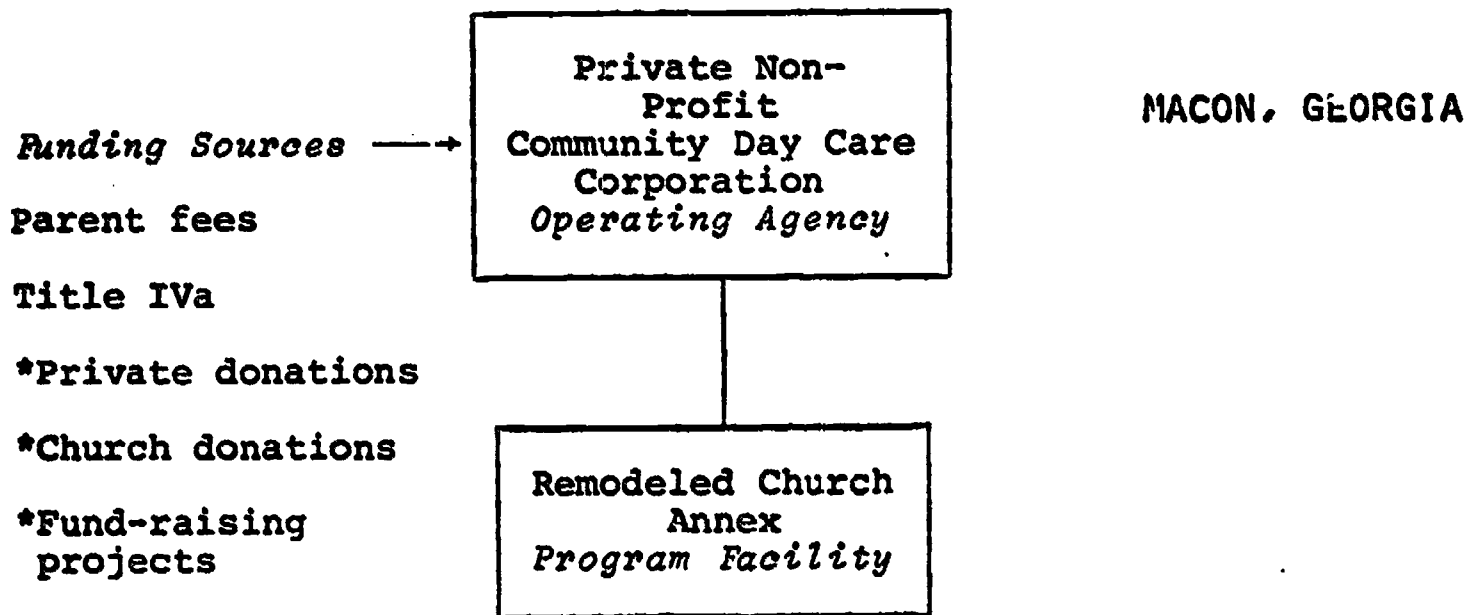 Private Non-
Profit
Community Day Care
Corporation
Operating Agency
MACON, GEORGIA
Funding Sources
Parent fees
Title IVa
*Private donations
*Church donations
*Fund-raising
projects
Remodeled Church
Annex
Program Facility